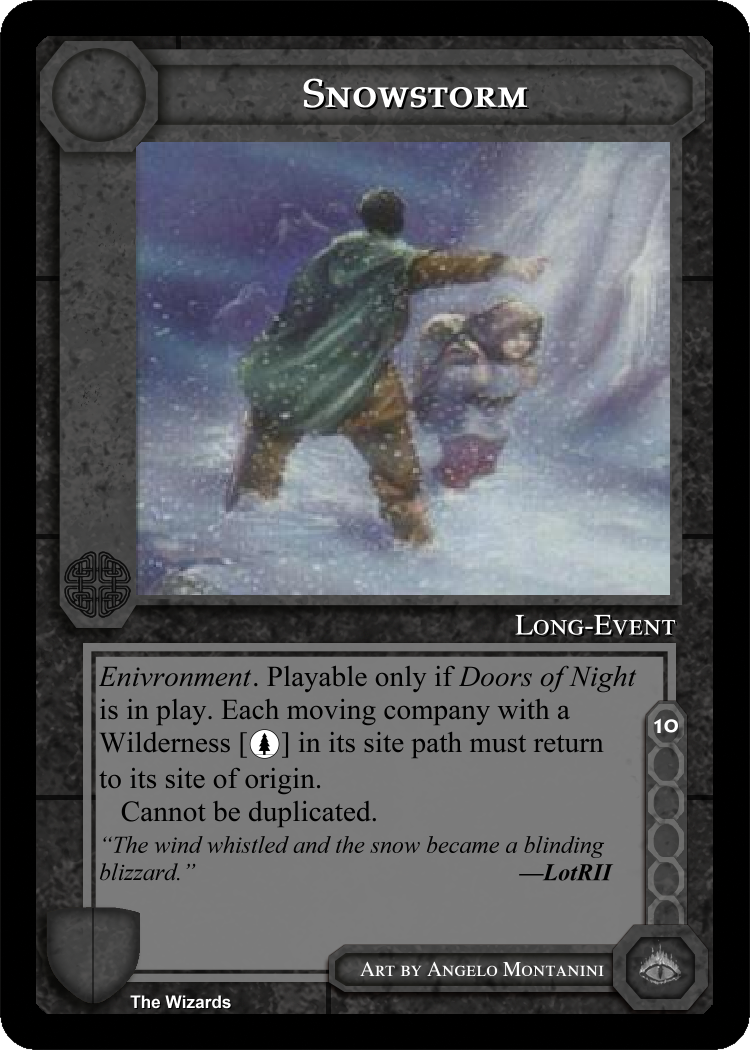 Snowstorm
Long-Event
Enivronment. Playable only if Doors of Night
is in play. Each moving company with a
Wilderness [ ] in its site path must return
to its site of origin.
Cannot be duplicated.
“The wind whistled and the snow became a blinding
blizzard.” —LotRII
10
Art by Angelo Montanini
The Wizards